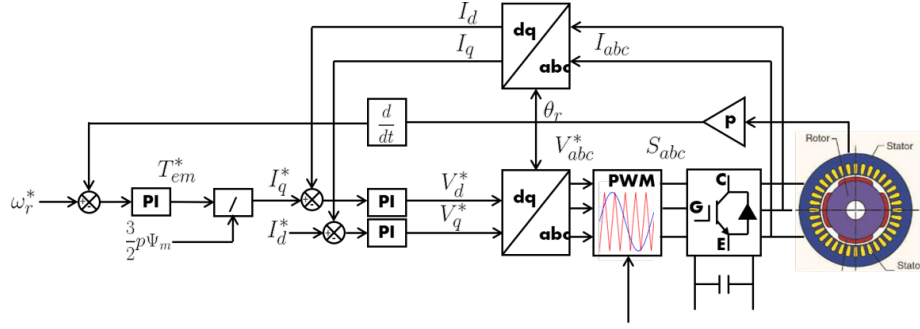 I_d
dq
I_q
I_abc
abc
θ_r
d/dt
p
Rotor
Stator
T*_em
V*_abc
S_abc
ω*_r
PI
/
I*_q
PI
V*_d
dq
PWM
C
G
3/2 pΨ_m
I*_d
PI
V*_q
abc
E
Stato